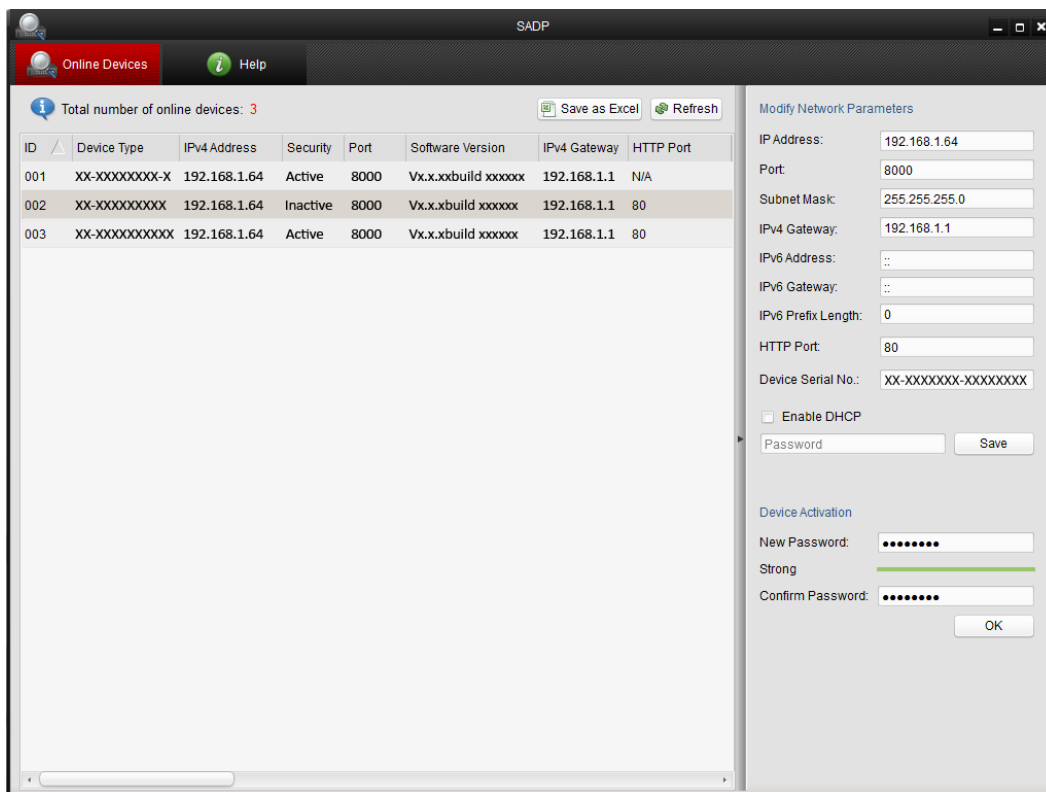 SADP
Online Devices Help
Total number of online devices: 3 Save as Excel Refresh
ID Device Type IPv4 Address Security Port Software Version IPv4 Gateway HTTP Port
001 XX-XXXXXXXX-X 192.168.1.64 Active 8000 Vx.x.xxbuild xxxxxx 192.168.1.1 N/A
002 XX-XXXXXXXXX 192.168.1.64 Inactive 8000 Vx.x.xbuild xxxxxx 192.168.1.1 80
003 XX-XXXXXXXXXX 192.168.1.64 Active 8000 Vx.x.xbuild xxxxxx 192.168.1.1 80
Modify Network Parameters
IP Address: 192.168.1.64
Port: 8000
Subnet Mask: 255.255.255.0
IPv4 Gateway: 192.168.1.1
IPv6 Address: ::
IPv6 Gateway: ::
IPv6 Prefix Length: 0
HTTP Port: 80
Device Serial No.: XX-XXXXXXX-XXXXXXXX
Enable DHCP
Password Save
Device Activation
New Password: ••••••••
Strong
Confirm Password: ••••••••
OK